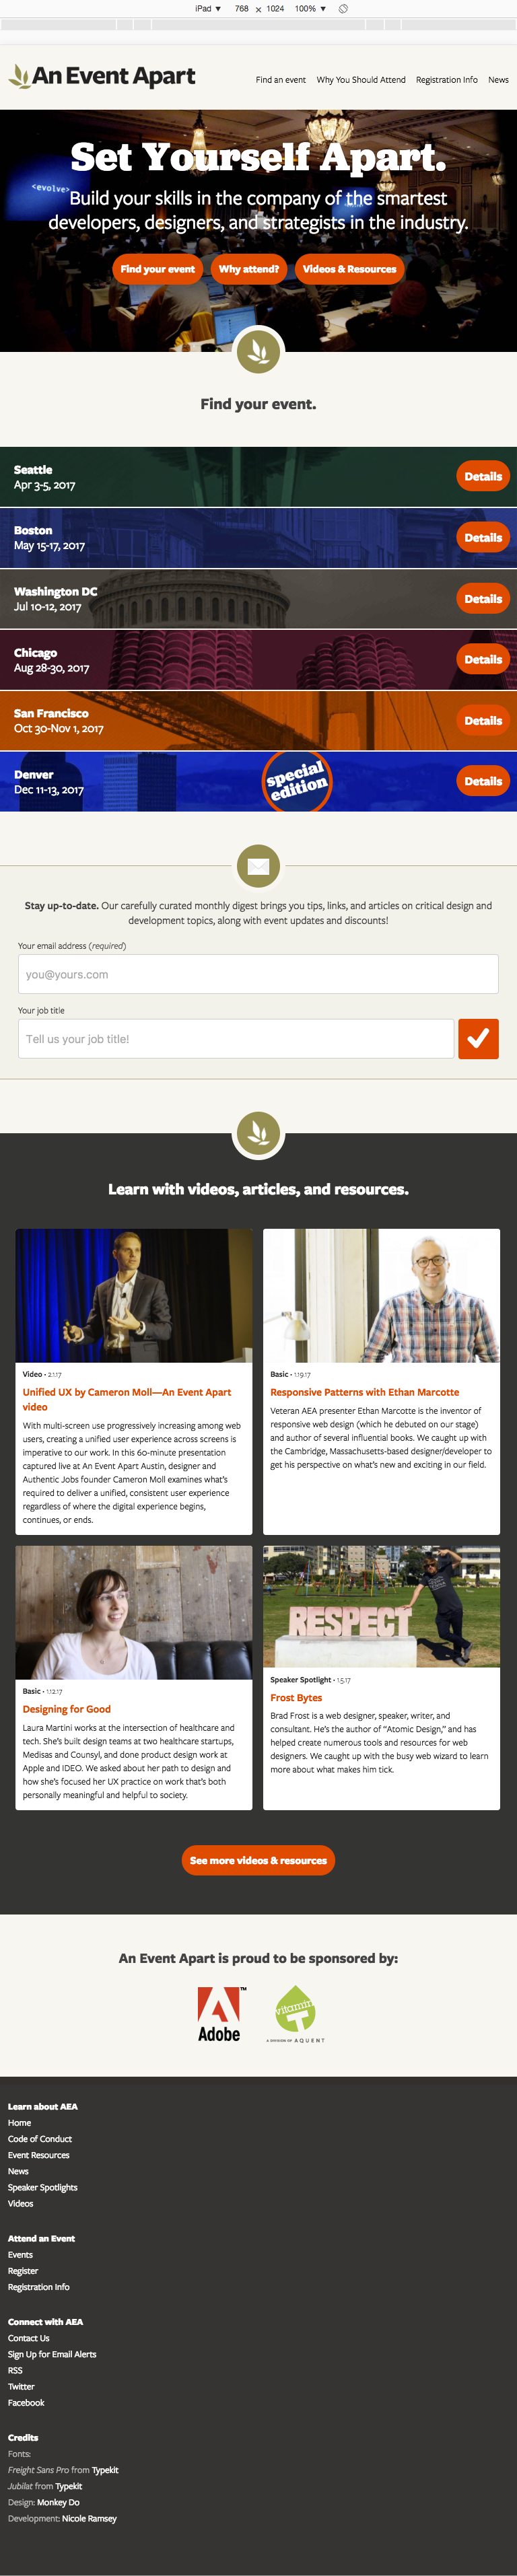 iPad ▼ 768 × 1024 100% ▼
An Event Apart
Find an event Why You Should Attend Registration Info News
<evolve>
Set Yourself Apart.
Build your skills in the company of the smartest
developers, designers, and strategists in the industry.
Find your event Why attend? Videos & Resources
Find your event.
Seattle
Apr 3-5, 2017
Details
Boston
May 15-17, 2017
Details
Washington DC
Jul 10-12, 2017
Details
Chicago
Aug 28-30, 2017
Details
San Francisco
Oct 30-Nov 1, 2017
Details
Denver
Dec 11-13, 2017
special
edition
Details
Stay up-to-date. Our carefully curated monthly digest brings you tips, links, and articles on critical design and
development topics, along with event updates and discounts!
Your email address (required)
you@yours.com
Your job title
Tell us your job title!
Learn with videos, articles, and resources.
Video • 2.1.17
Unified UX by Cameron Moll—An Event Apart
video
With multi-screen use progressively increasing among web
users, creating a unified user experience across screens is
imperative to our work. In this 60-minute presentation
captured live at An Event Apart Austin, designer and
Authentic Jobs founder Cameron Moll examines what's
required to deliver a unified, consistent user experience
regardless of where the digital experience begins,
continues, or ends.
Basic • 1.19.17
Responsive Patterns with Ethan Marcotte
Veteran AEA presenter Ethan Marcotte is the inventor of
responsive web design (which he debuted on our stage)
and author of several influential books. We caught up with
the Cambridge, Massachusetts-based designer/developer to
get his perspective on what's new and exciting in our field.
Basic • 1.12.17
Designing for Good
Laura Martini works at the intersection of healthcare and
tech. She's built design teams at two healthcare startups,
Medisas and Counsyl, and done product design work at
Apple and IDEO. We asked about her path to design and
how she's focused her UX practice on work that's both
personally meaningful and helpful to society.
RESPECT
Speaker Spotlight • 1.5.17
Frost Bytes
Brad Frost is a web designer, speaker, writer, and
consultant. He's the author of "Atomic Design," and has
helped create numerous tools and resources for web
designers. We caught up with the busy web wizard to learn
more about what makes him tick.
See more videos & resources
An Event Apart is proud to be sponsored by:
Adobe™
vitamin T
A DIVISION OF AQUENT
Learn about AEA
Home
Code of Conduct
Event Resources
News
Speaker Spotlights
Videos
Attend an Event
Events
Register
Registration Info
Connect with AEA
Contact Us
Sign Up for Email Alerts
RSS
Twitter
Facebook
Credits
Fonts:
Freight Sans Pro from Typekit
Jubilat from Typekit
Design: Monkey Do
Development: Nicole Ramsey